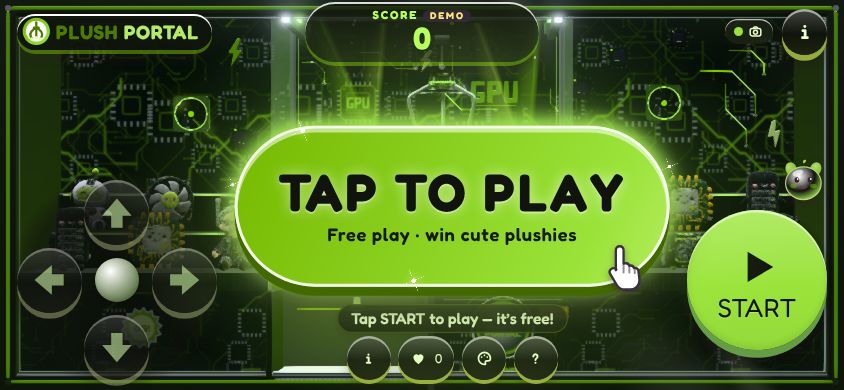 PLUSH PORTAL
SCORE DEMO
0
i
GPU
GPU
TAP TO PLAY
Free play · win cute plushies
START
Tap START to play – it's free!
i
0
?